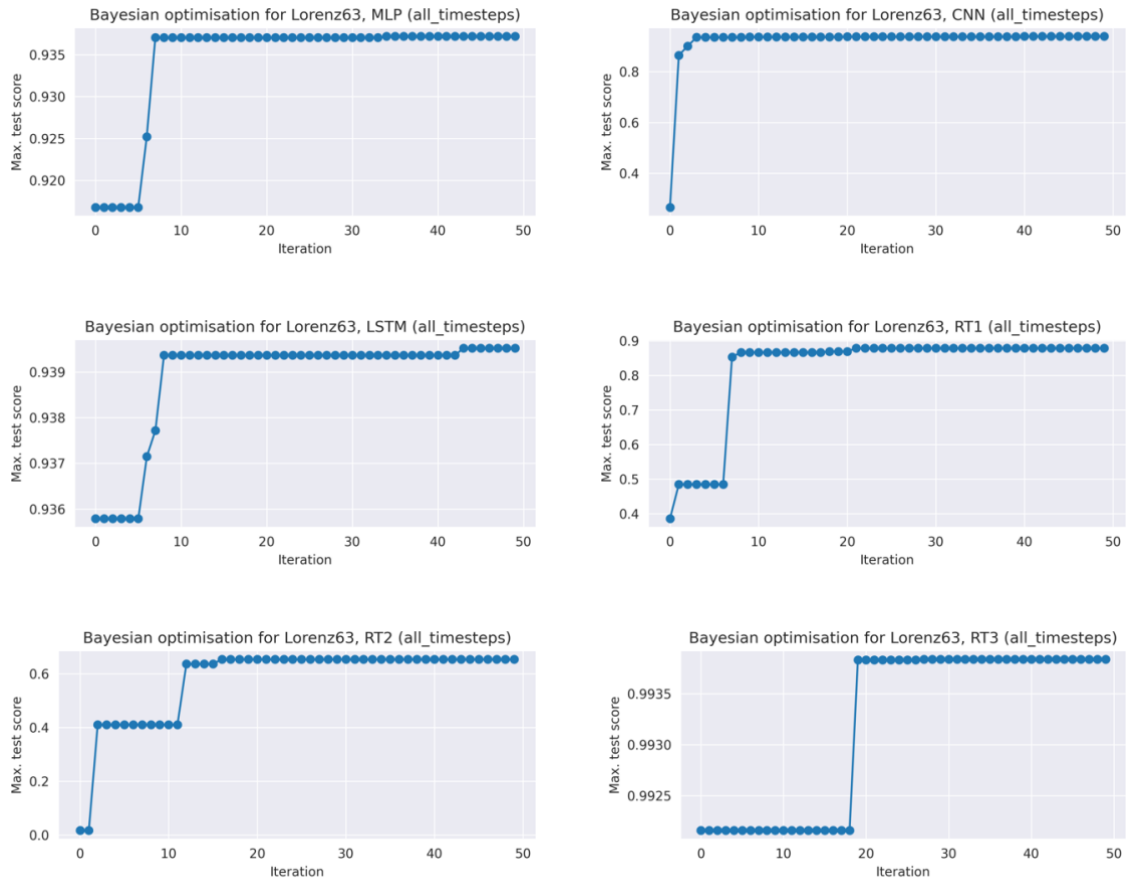 Bayesian optimisation for Lorenz63, MLP (all_timesteps)
Max. test score
0.935
0.930
0.925
0.920
0 10 20 30 40 50
Iteration
Bayesian optimisation for Lorenz63, CNN (all_timesteps)
Max. test score
0.8
0.6
0.4
0 10 20 30 40 50
Iteration
Bayesian optimisation for Lorenz63, LSTM (all_timesteps)
Max. test score
0.939
0.938
0.937
0.936
0 10 20 30 40 50
Iteration
Bayesian optimisation for Lorenz63, RT1 (all_timesteps)
Max. test score
0.9
0.8
0.7
0.6
0.5
0.4
0 10 20 30 40 50
Iteration
Bayesian optimisation for Lorenz63, RT2 (all_timesteps)
Max. test score
0.6
0.4
0.2
0.0
0 10 20 30 40 50
Iteration
Bayesian optimisation for Lorenz63, RT3 (all_timesteps)
Max. test score
0.9935
0.9930
0.9925
0 10 20 30 40 50
Iteration